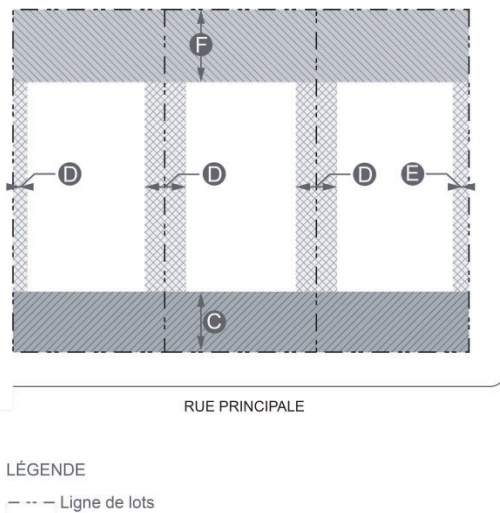 F
D D D E
C
RUE PRINCIPALE
LÉGENDE
Ligne de lots